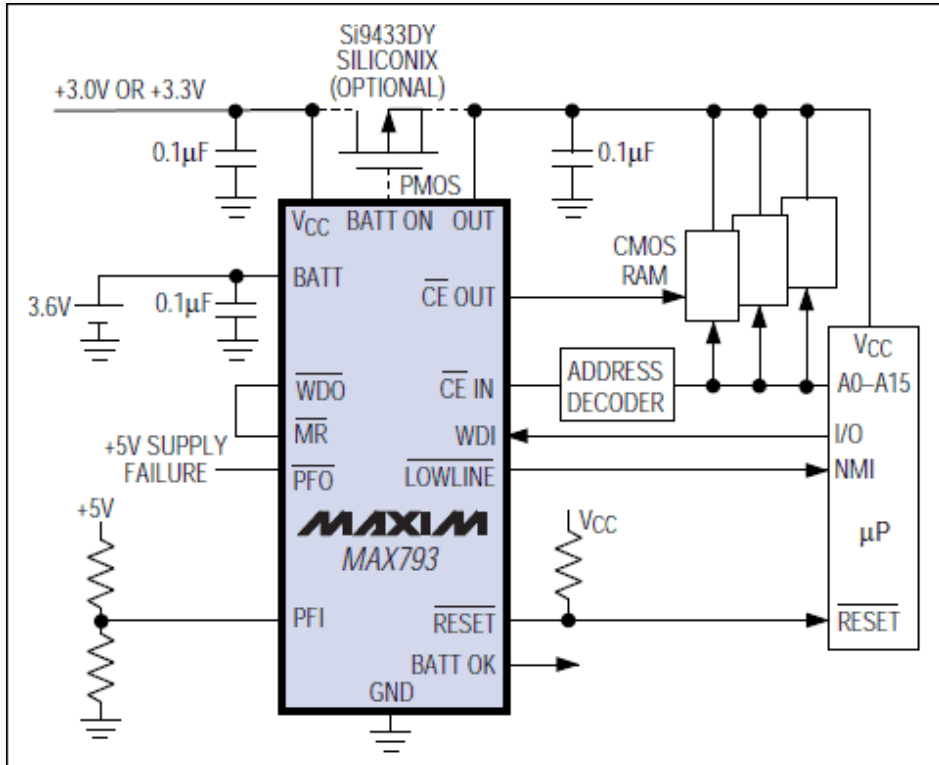 Si9433DY
SILICONIX
(OPTIONAL)
+3.0V OR +3.3V
0.1µF
0.1µF
PMOS
VCC BATT ON OUT
BATT
CMOS
RAM
CE OUT
3.6V
0.1µF
VCC
ADDRESS
DECODER
A0–A15
WDO
CE IN
MR
WDI
I/O
+5V SUPPLY
FAILURE
PFO
LOWLINE
NMI
+5V
MAXIM
MAX793
VCC
µP
PFI
RESET
RESET
BATT OK
GND